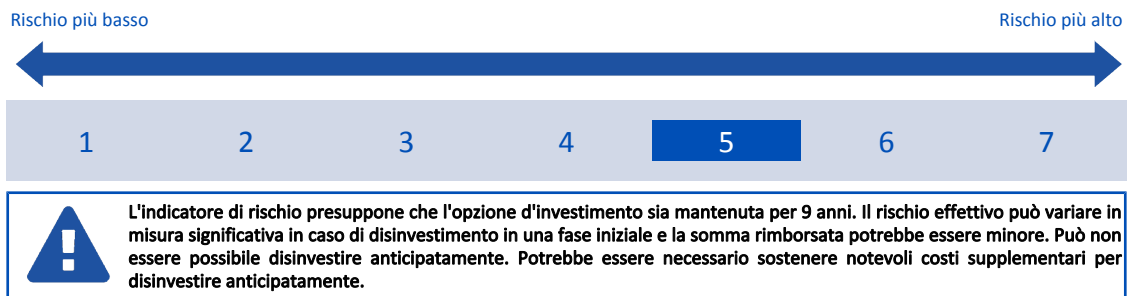 Rischio più basso Rischio più alto
1 2 3 4 5 6 7
L'indicatore di rischio presuppone che l'opzione d'investimento sia mantenuta per 9 anni. Il rischio effettivo può variare in
misura significativa in caso di disinvestimento in una fase iniziale e la somma rimborsata potrebbe essere minore. Può non
essere possibile disinvestire anticipatamente. Potrebbe essere necessario sostenere notevoli costi supplementari per
disinvestire anticipatamente.